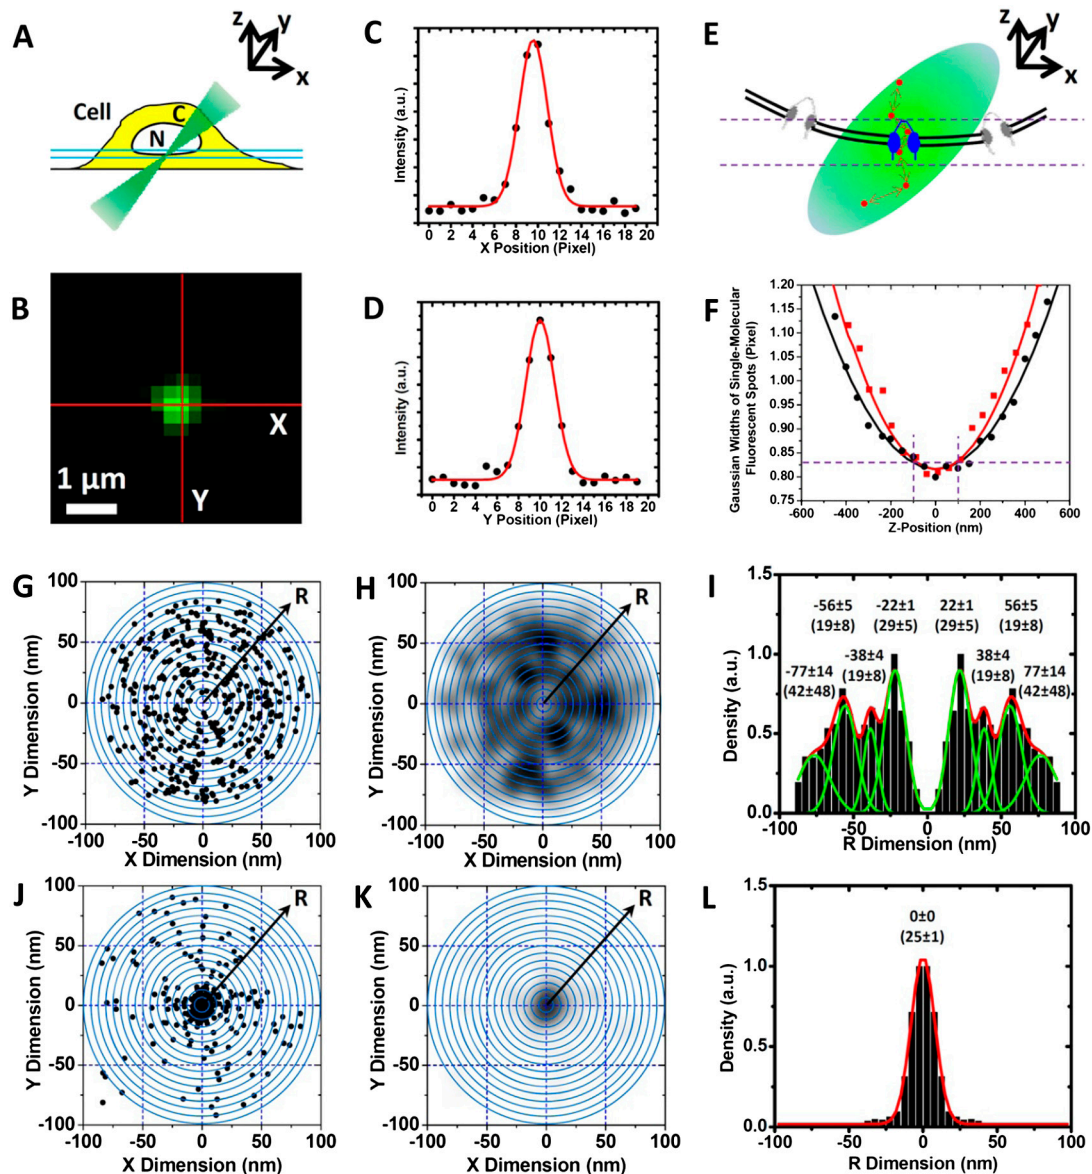 A
z
y
x
Cell
C
N
C
Intensity (a.u.)
0 2 4 6 8 10 12 14 16 18 20
X Position (Pixel)
E
z
y
x
B
X
Y
1 μm
D
Intensity (a.u.)
0 2 4 6 8 10 12 14 16 18 20
Y Position (Pixel)
F
Gaussian Widths of Single-Molecular
Fluorescent Spots (Pixel)
1.20
1.15
1.10
1.05
1.00
0.95
0.90
0.85
0.80
0.75
-600 -400 -200 0 200 400 600
Z-Position (nm)
G
Y Dimension (nm)
100
50
0
-50
-100
R
-100 -50 0 50 100
X Dimension (nm)
H
Y Dimension (nm)
100
50
0
-50
-100
R
-100 -50 0 50 100
X Dimension (nm)
I
Density (a.u.)
1.5
1.0
0.5
0.0
-56±5 -22±1 22±1 56±5
(19±8) (29±5) (29±5) (19±8)
-77±14 -38±4 38±4 77±14
(42±48) (19±8) (19±8) (42±48)
-100 -50 0 50 100
R Dimension (nm)
J
Y Dimension (nm)
100
50
0
-50
-100
R
-100 -50 0 50 100
X Dimension (nm)
K
Y Dimension (nm)
100
50
0
-50
-100
R
-100 -50 0 50 100
X Dimension (nm)
L
Density (a.u.)
1.5
1.0
0.5
0.0
0±0
(25±1)
-100 -50 0 50 100
R Dimension (nm)